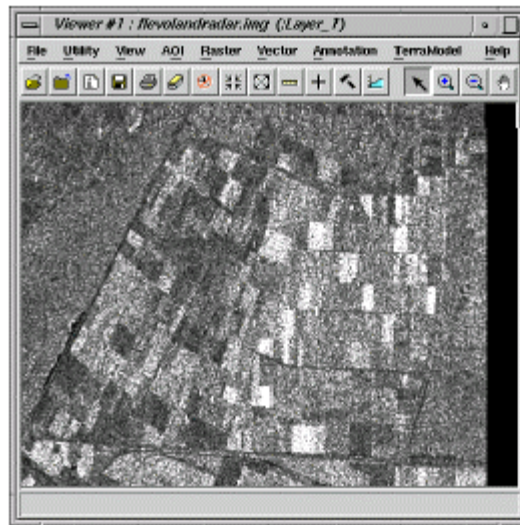 Viewer #1 : flevolandradar.img (:Layer_1)
File Utility View AOI Raster Vector Annotation TerraModel Help